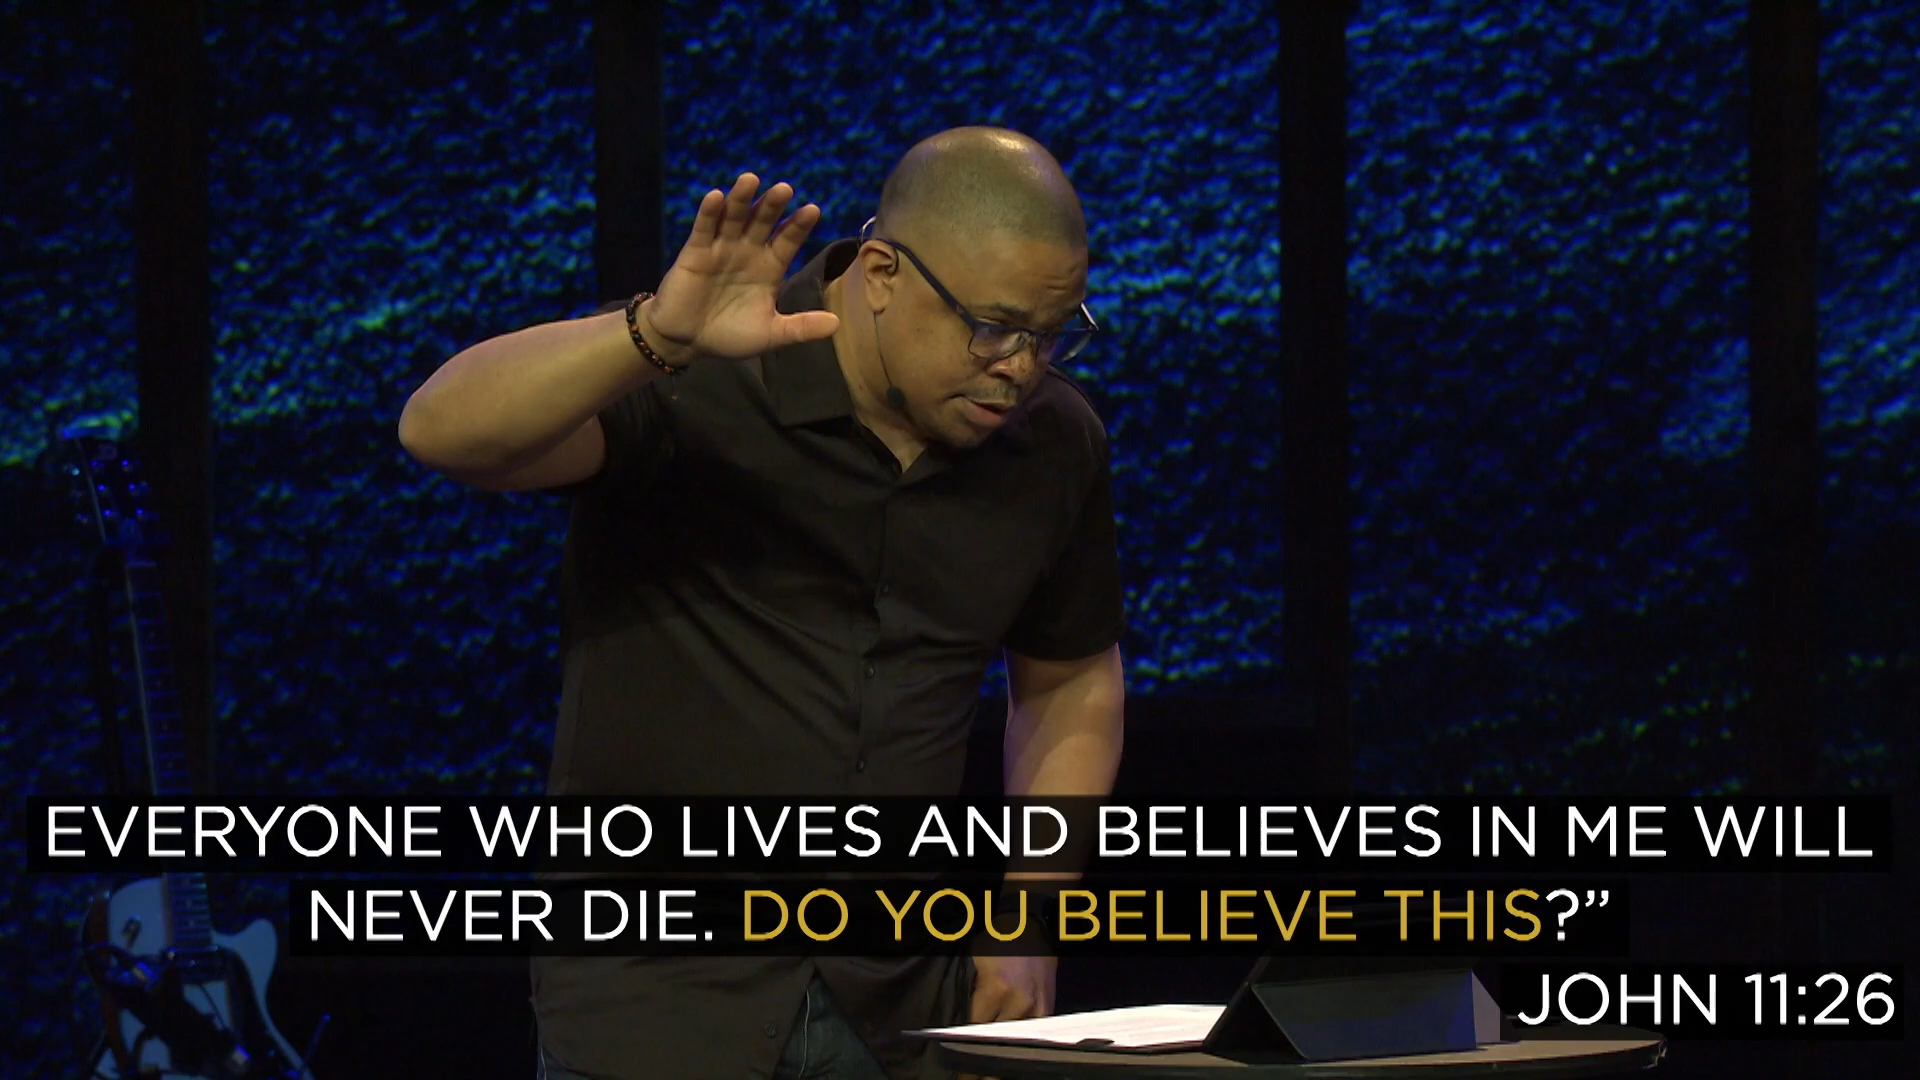 EVERYONE WHO LIVES AND BELIEVES IN ME WILL
NEVER DIE. DO YOU BELIEVE THIS?”
JOHN 11:26